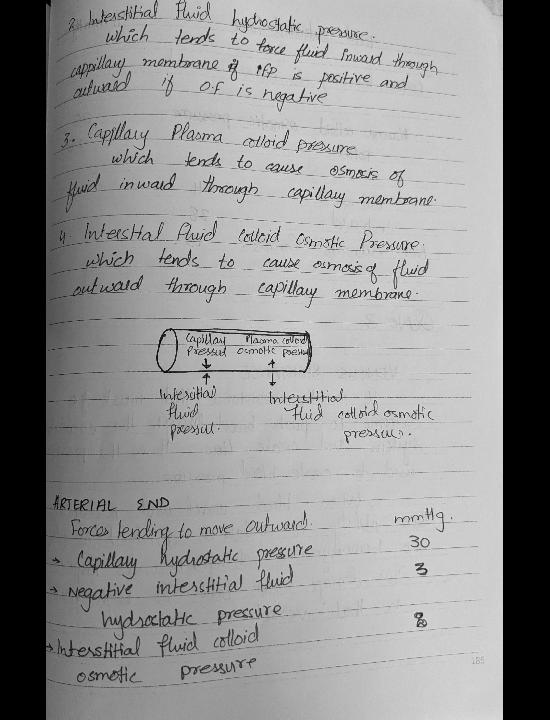 2. Interstitial fluid hydrostatic pressure.
which tends to force fluid inward through
cappillary membrane if ifp is positive and
outward if O.F is negative
3. Capillary Plasma colloid pressure
which tends to cause osmosis of
fluid inward through capillary membrane.
4. Interstitial fluid colloid osmotic Pressure.
which tends to cause osmosis of fluid
outward through capillary membrane.
Capillary Plasma colloid
Pressure osmotic pressure
↓ ↑
↑ ↓
Interstitial Interstitial
fluid fluid colloid osmotic
pressure. pressure.
ARTERIAL END
Forces tending to move outward. mmHg.
→ Capillary hydrostatic pressure 30
→ Negative interstitial fluid 3
hydrostatic pressure
→ Interstitial fluid colloid 8
osmotic pressure
185